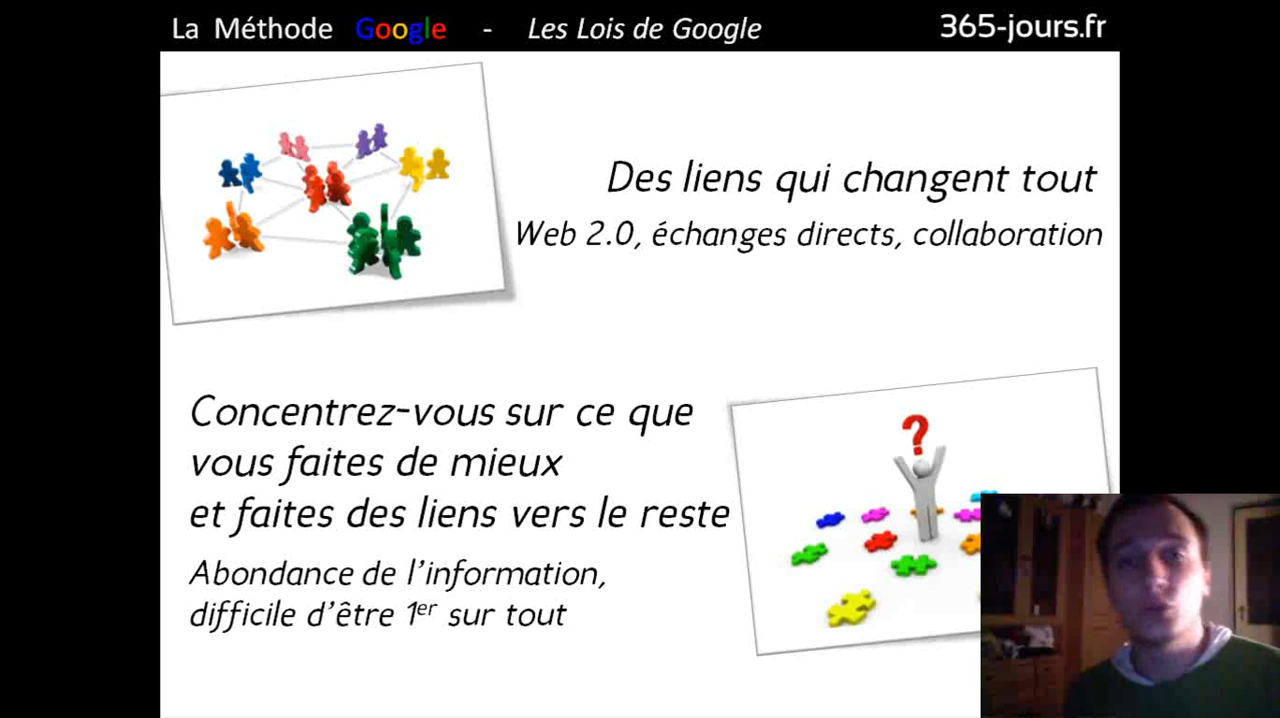 La Méthode Google - Les Lois de Google
365-jours.fr
Des liens qui changent tout
Web 2.0, échanges directs, collaboration
Concentrez-vous sur ce que
vous faites de mieux
et faites des liens vers le reste
Abondance de l'information,
difficile d'être 1er sur tout
?